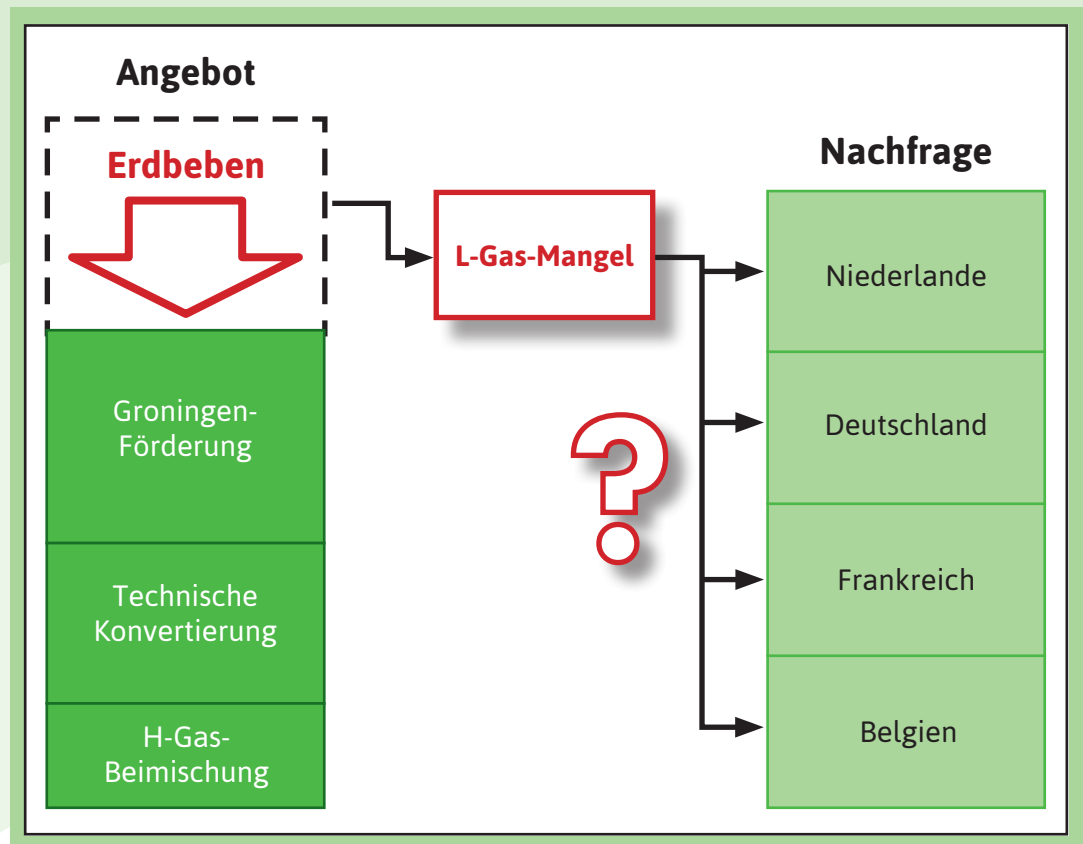 Angebot
Erdbeben
Groningen-
Förderung
Technische
Konvertierung
H-Gas-
Beimischung
L-Gas-Mangel
?
Nachfrage
Niederlande
Deutschland
Frankreich
Belgien